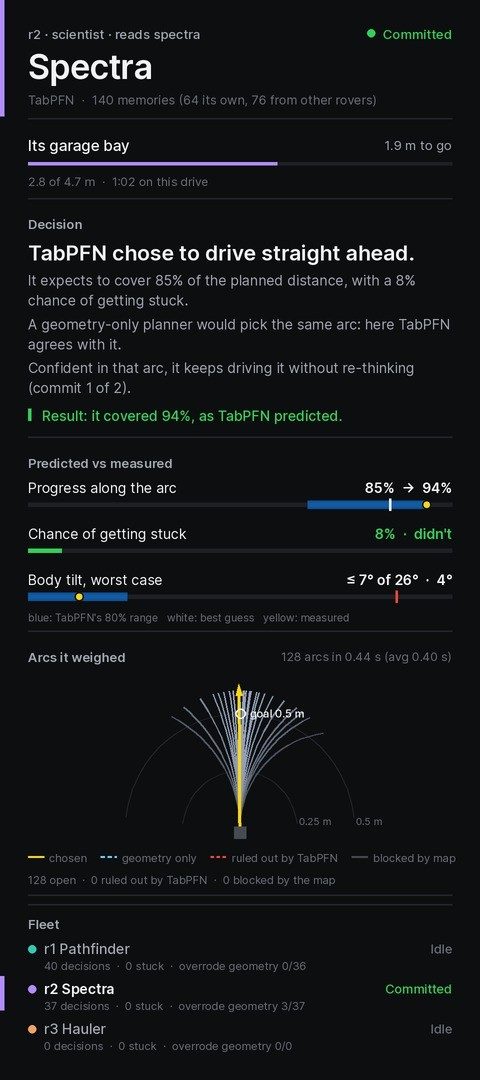 r2 · scientist · reads spectra
Committed
Spectra
TabPFN · 140 memories (64 its own, 76 from other rovers)
Its garage bay
1.9 m to go
2.8 of 4.7 m · 1:02 on this drive
Decision
TabPFN chose to drive straight ahead.
It expects to cover 85% of the planned distance, with a 8%
chance of getting stuck.
A geometry-only planner would pick the same arc: here TabPFN
agrees with it.
Confident in that arc, it keeps driving it without re-thinking
(commit 1 of 2).
Result: it covered 94%, as TabPFN predicted.
Predicted vs measured
Progress along the arc
85% → 94%
Chance of getting stuck
8% · didn't
Body tilt, worst case
≤ 7° of 26° · 4°
blue: TabPFN's 80% range white: best guess yellow: measured
Arcs it weighed
128 arcs in 0.44 s (avg 0.40 s)
goal 0.5 m
0.25 m
0.5 m
chosen
geometry only
ruled out by TabPFN
blocked by map
128 open · 0 ruled out by TabPFN · 0 blocked by the map
Fleet
r1 Pathfinder
Idle
40 decisions · 0 stuck · overrode geometry 0/36
r2 Spectra
Committed
37 decisions · 0 stuck · overrode geometry 3/37
r3 Hauler
Idle
0 decisions · 0 stuck · overrode geometry 0/0